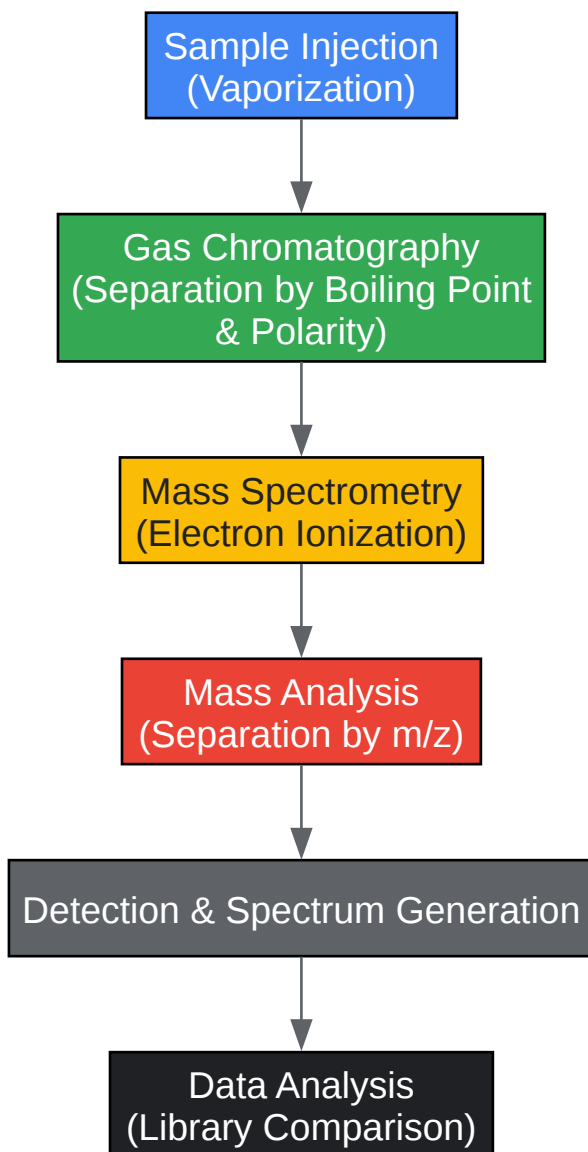 Sample Injection
(Vaporization)
Gas Chromatography
(Separation by Boiling Point
& Polarity)
Mass Spectrometry
(Electron Ionization)
Mass Analysis
(Separation by m/z)
Detection & Spectrum Generation
Data Analysis
(Library Comparison)